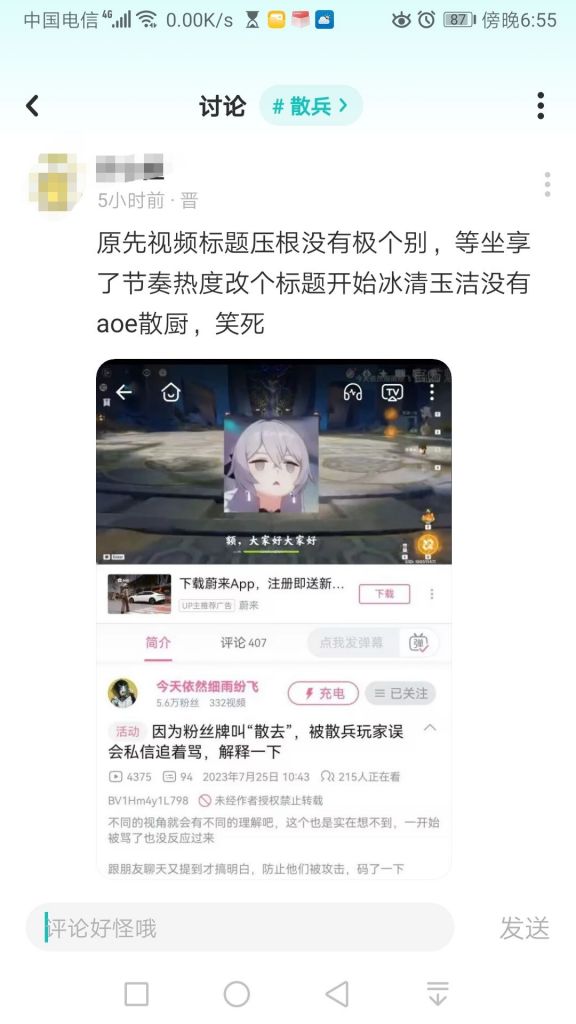 中国电信 4G 0.00K/s 87 傍晚6:55
讨论 # 散兵 >
5小时前 · 晋
原先视频标题压根没有极个别，等坐享
了节奏热度改个标题开始冰清玉洁没有
aoe散厨，笑死
TV
额，大家好大家好
下载蔚来App，注册即送新...
下载
UP主推荐广告 蔚来
简介 评论 407 点我发弹幕 弹
今天依然细雨纷飞
充电 已关注
5.6万粉丝 332视频
活动 因为粉丝牌叫“散去”，被散兵玩家误
会私信追着骂，解释一下
4375 94 2023年7月25日 10:43 215人正在看
BV1Hm4y1L798 未经作者授权禁止转载
不同的视角就会有不同的理解吧，这个也是实在想不到，一开始
被骂了也没反应过来
跟朋友聊天又提到才搞明白，防止他们被攻击，码了一下
评论好怪哦 发送